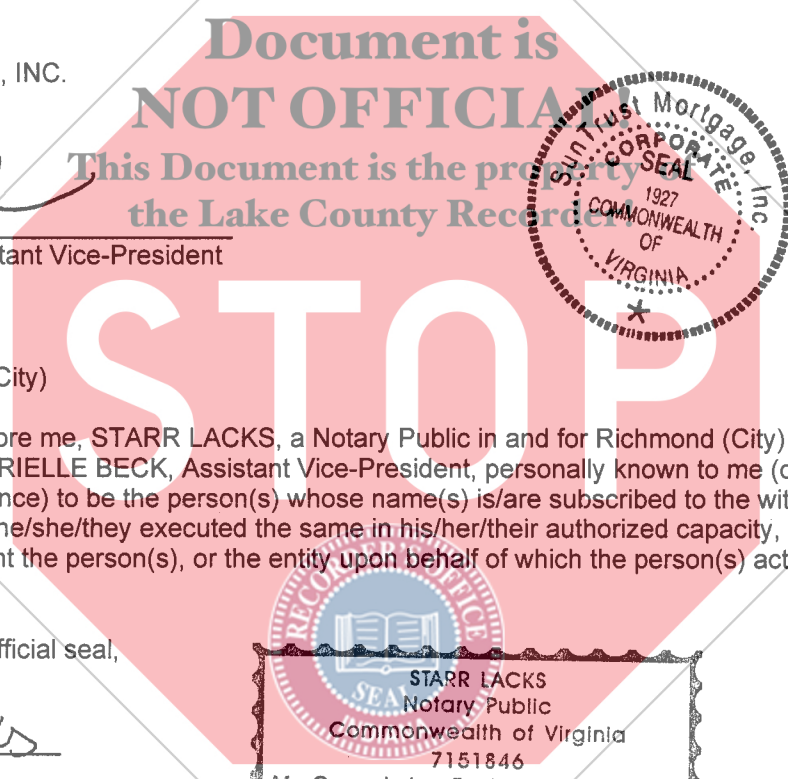 Document is
, INC.
NOT OFFICIAL!
This Document is the property of
the Lake County Recorder!
SunTrust Mortgage, Inc.
CORPORATE
SEAL
1927
COMMONWEALTH
OF
VIRGINIA
tant Vice-President
STOP
City)
ore me, STARR LACKS, a Notary Public in and for Richmond (City)
RIELLE BECK, Assistant Vice-President, personally known to me (o
nce) to be the person(s) whose name(s) is/are subscribed to the wit
he/she/they executed the same in his/her/their authorized capacity,
nt the person(s), or the entity upon behalf of which the person(s) act
RECORDER'S OFFICE
SEAL
INDIANA
fficial seal,
STARR LACKS
Notary Public
Commonwealth of Virginia
7151846